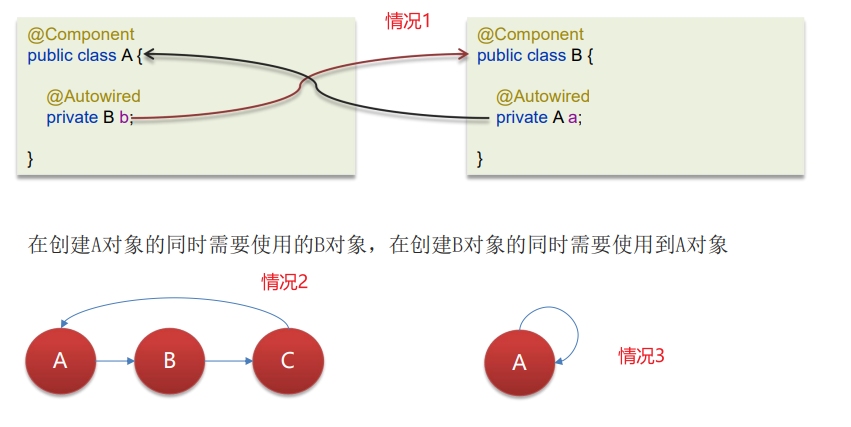 情况1
@Component
public class A {
@Autowired
private B b;
}
@Component
public class B {
@Autowired
private A a;
}
在创建A对象的同时需要使用的B对象，在创建B对象的同时需要使用到A对象
情况2
A
B
C
A
情况3